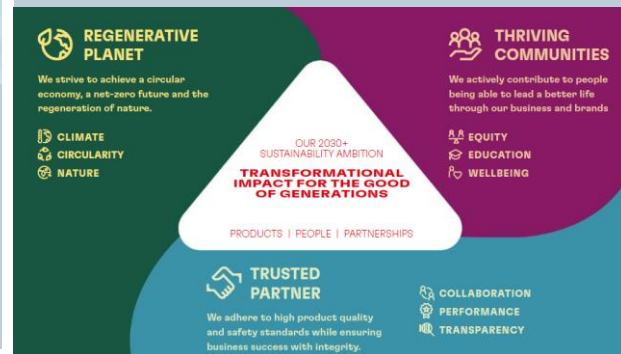 REGENERATIVE
PLANET
We strive to achieve a circular
economy, a net-zero future and the
regeneration of nature.
CLIMATE
CIRCULARITY
NATURE
THRIVING
COMMUNITIES
We actively contribute to people
being able to lead a better life
through our business and brands
EQUITY
EDUCATION
WELLBEING
OUR 2030+
SUSTAINABILITY AMBITION
TRANSFORMATIONAL
IMPACT FOR THE GOOD
OF GENERATIONS
PRODUCTS | PEOPLE | PARTNERSHIPS
TRUSTED
PARTNER
We adhere to high product quality
and safety standards while ensuring
business success with integrity.
COLLABORATION
PERFORMANCE
TRANSPARENCY